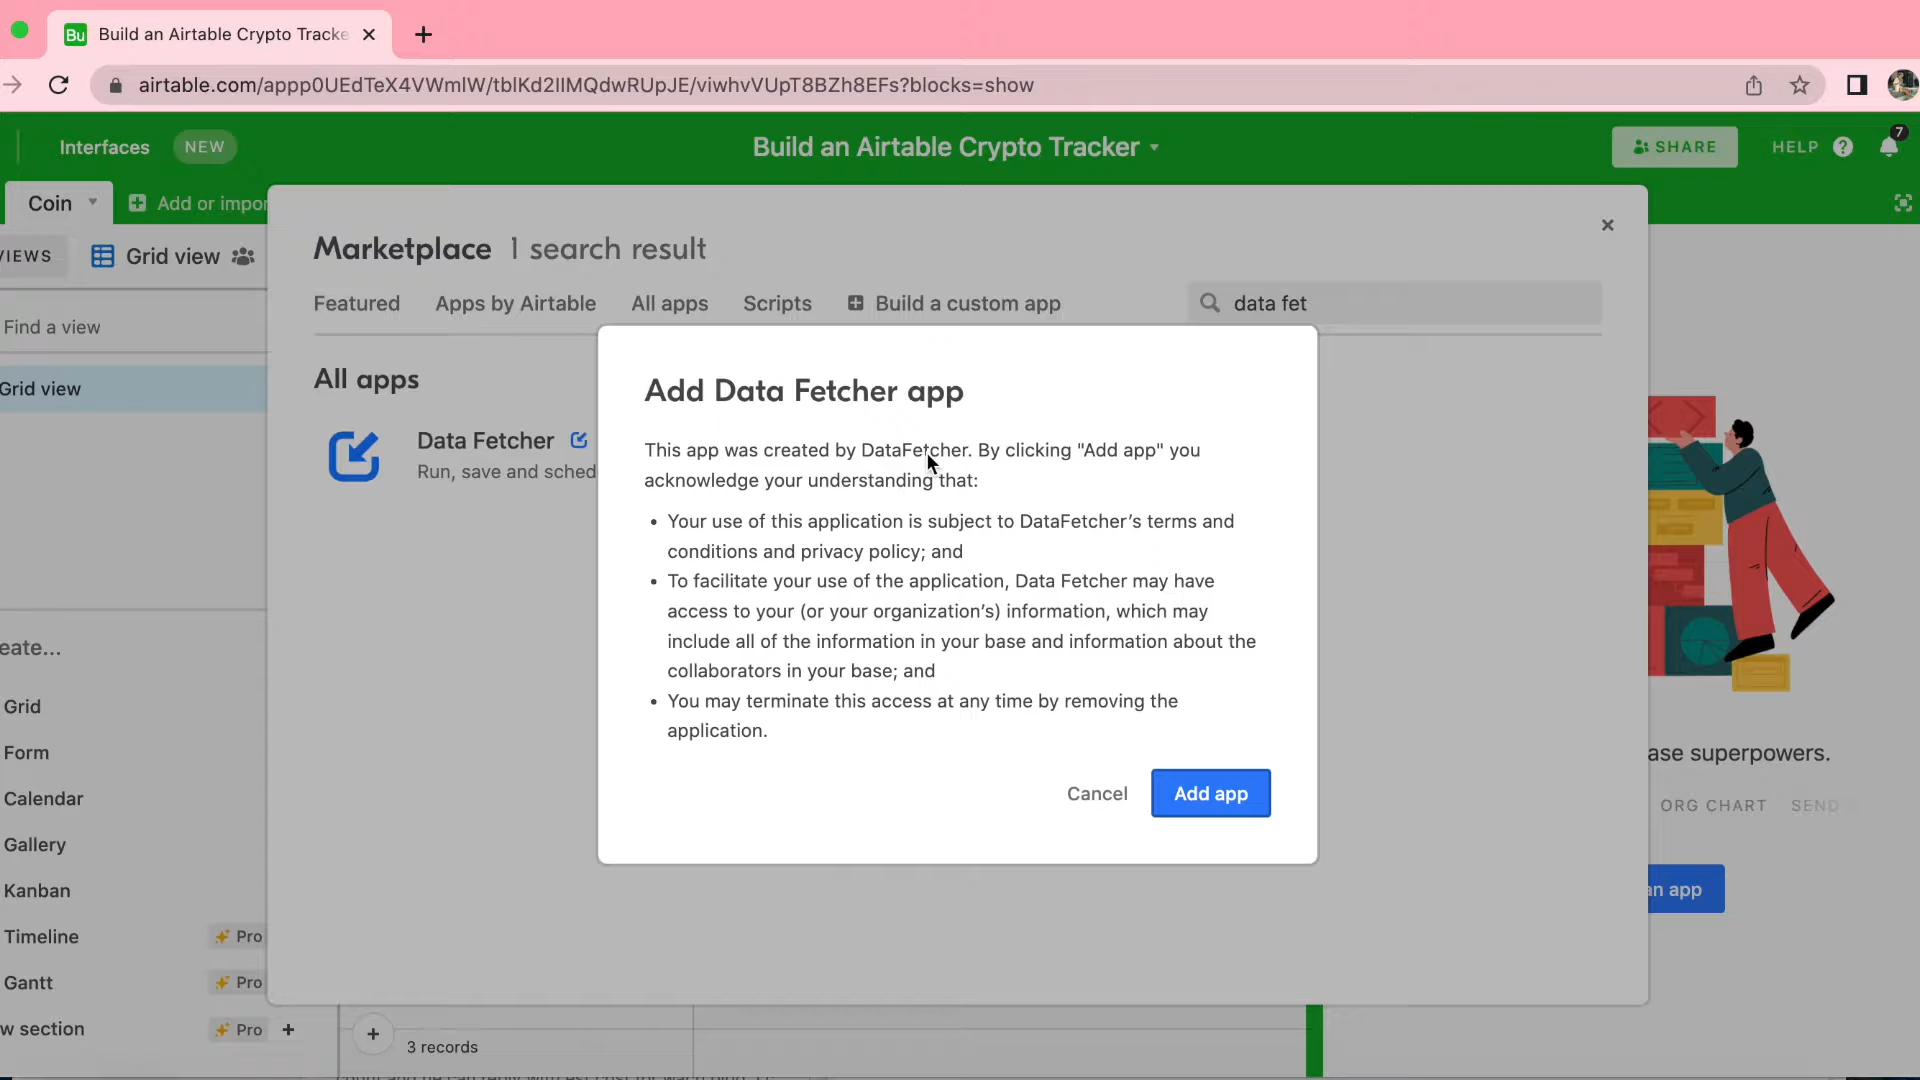 Bu Build an Airtable Crypto Tracke
airtable.com/appp0UEdTeX4VWmlW/tblKd2lIMQdwRUpJE/viwhvVUpT8BZh8EFs?blocks=show
Interfaces NEW Build an Airtable Crypto Tracker SHARE HELP 7
Coin Add or impor
VIEWS Grid view
Marketplace 1 search result
Featured Apps by Airtable All apps Scripts Build a custom app data fet
Find a view
Grid view
All apps
Data Fetcher
Run, save and sched
Add Data Fetcher app
This app was created by DataFetcher. By clicking "Add app" you
acknowledge your understanding that:
• Your use of this application is subject to DataFetcher’s terms and
conditions and privacy policy; and
• To facilitate your use of the application, Data Fetcher may have
access to your (or your organization’s) information, which may
include all of the information in your base and information about the
collaborators in your base; and
• You may terminate this access at any time by removing the
application.
Cancel Add app
eate...
Grid
Form
Calendar
Gallery
Kanban
Timeline Pro
Gantt Pro
w section Pro
3 records
ase superpowers.
ORG CHART SEND
an app